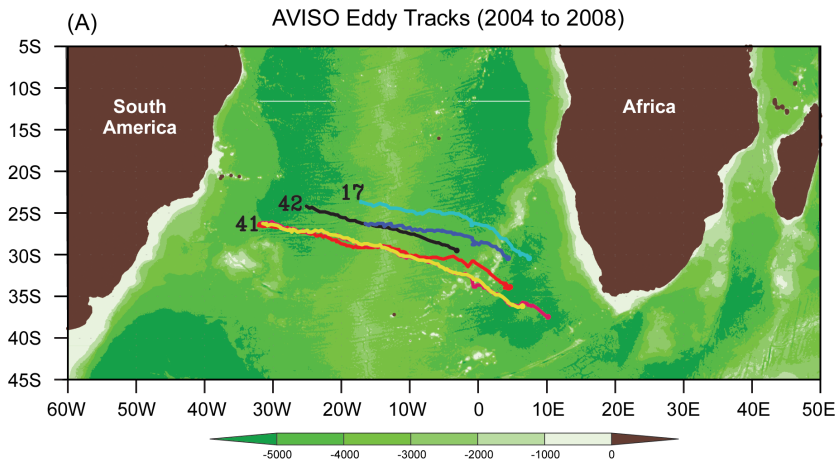 (A)
AVISO Eddy Tracks (2004 to 2008)
5S
10S
15S
20S
25S
30S
35S
40S
45S
South
America
Africa
17
42
41
60W 50W 40W 30W 20W 10W 0 10E 20E 30E 40E 50E
-5000 -4000 -3000 -2000 -1000 0